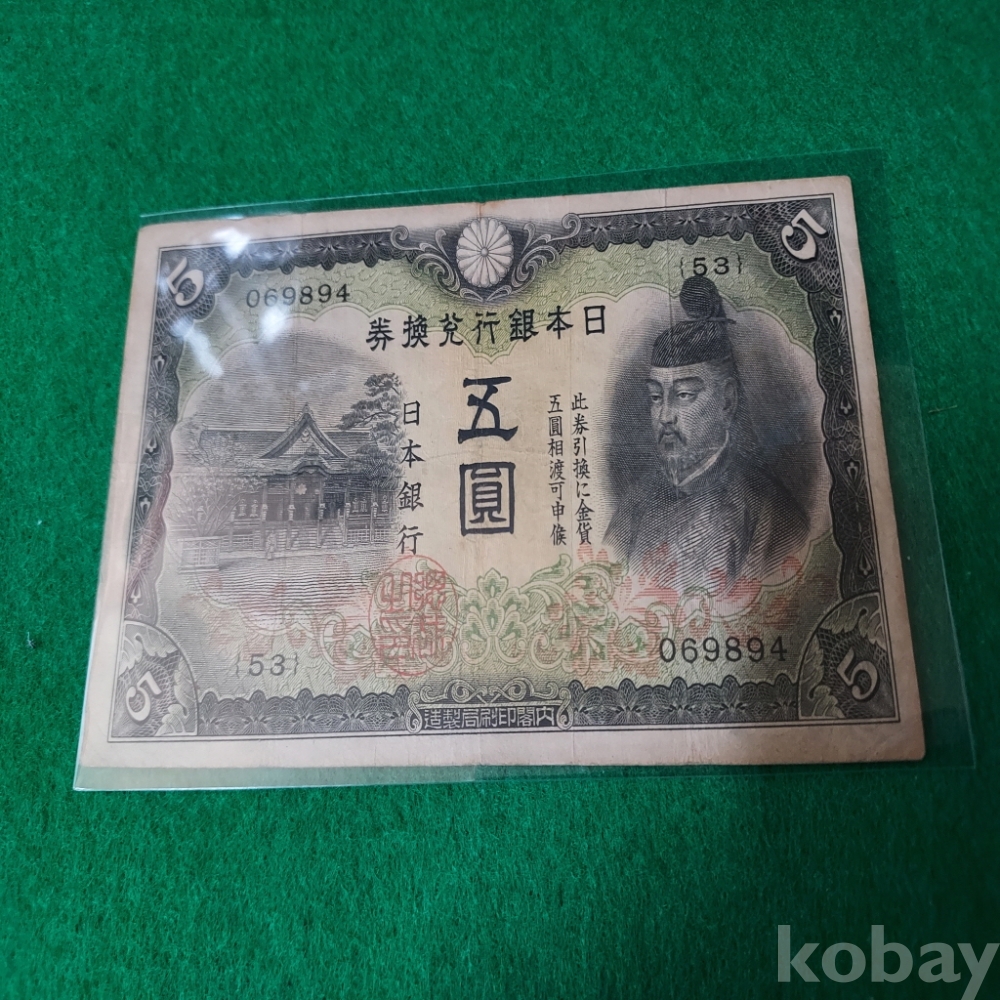 5
5
069894
{53}
日本銀行兌換券
五圓
此券引換に金貨
五圓相渡可申候
日本銀行
{53}
069894
5
5
内閣印刷局製造
kobay